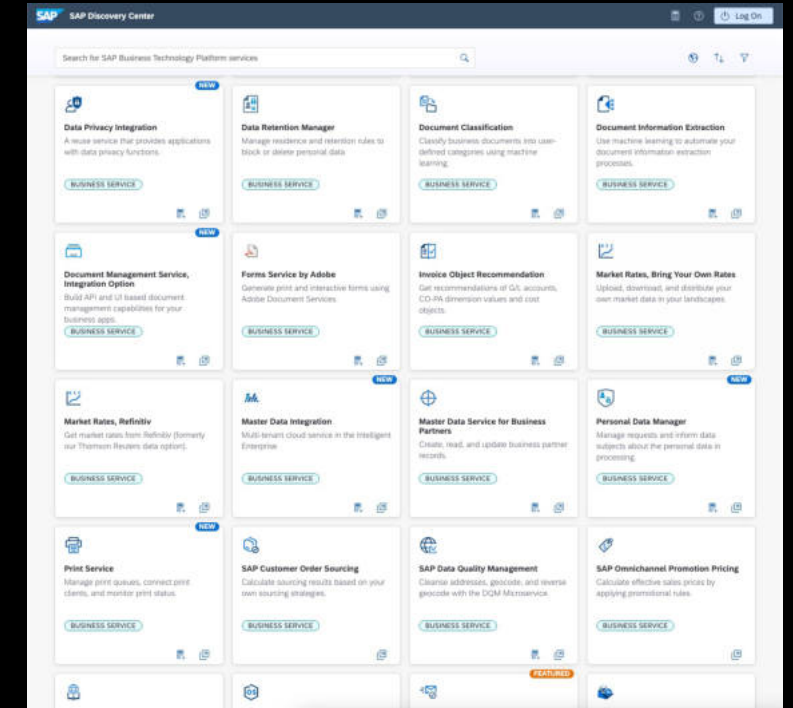 SAP SAP Discovery Center
Log On
Search for SAP Business Technology Platform services
NEW
Data Privacy Integration
A reuse service that provides applications
with data privacy functions.
BUSINESS SERVICE
Data Retention Manager
Manage residence and retention rules to
block or delete personal data
BUSINESS SERVICE
Document Classification
Classify business documents into user-
defined categories using machine
learning.
BUSINESS SERVICE
Document Information Extraction
Use machine learning to automate your
document information extraction
processes.
BUSINESS SERVICE
NEW
Document Management Service,
Integration Option
Build API and UI based document
management capabilities for your
business apps.
BUSINESS SERVICE
Forms Service by Adobe
Generate print and interactive forms using
Adobe Document Services.
BUSINESS SERVICE
Invoice Object Recommendation
Get recommendations of G/L accounts,
CO-PA dimension values and cost
objects.
BUSINESS SERVICE
Market Rates, Bring Your Own Rates
Upload, download, and distribute your
own market data in your landscapes.
BUSINESS SERVICE
Market Rates, Refinitiv
Get market rates from Refinitiv (formerly
our Thomson Reuters data option).
BUSINESS SERVICE
NEW
Master Data Integration
Multi-tenant cloud service in the Intelligent
Enterprise
BUSINESS SERVICE
Master Data Service for Business
Partners
Create, read, and update business partner
records.
BUSINESS SERVICE
NEW
Personal Data Manager
Manage requests and inform data
subjects about the personal data in
processing.
BUSINESS SERVICE
NEW
Print Service
Manage print queues, connect print
clients, and monitor print status.
BUSINESS SERVICE
SAP Customer Order Sourcing
Calculate sourcing results based on your
own sourcing strategies.
BUSINESS SERVICE
SAP Data Quality Management
Cleanse addresses, geocode, and reverse
geocode with the DQM Microservice.
BUSINESS SERVICE
SAP Omnichannel Promotion Pricing
Calculate effective sales prices by
applying promotional rules.
BUSINESS SERVICE
FEATURED